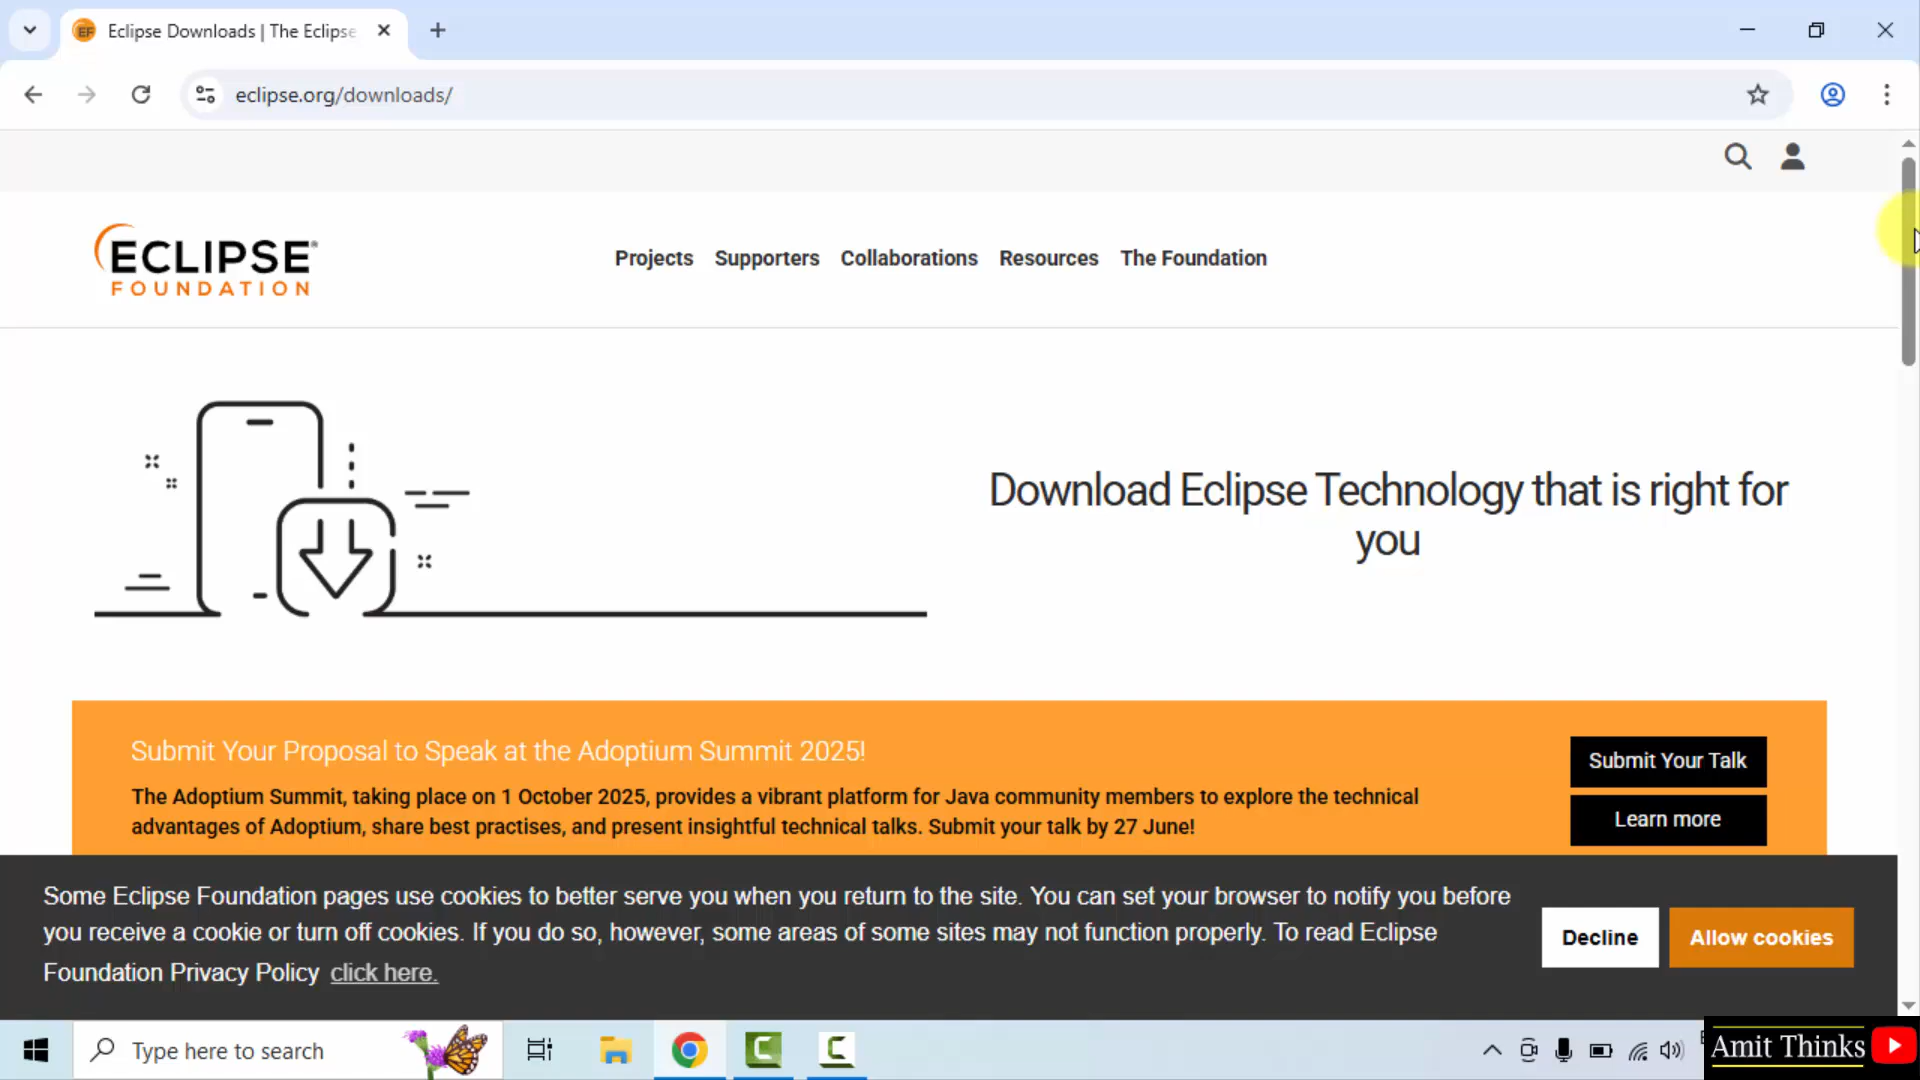 Eclipse Downloads | The Eclipse
eclipse.org/downloads/
ECLIPSE®
FOUNDATION
Projects
Supporters
Collaborations
Resources
The Foundation
Download Eclipse Technology that is right for
you
Submit Your Proposal to Speak at the Adoptium Summit 2025!
The Adoptium Summit, taking place on 1 October 2025, provides a vibrant platform for Java community members to explore the technical
advantages of Adoptium, share best practises, and present insightful technical talks. Submit your talk by 27 June!
Submit Your Talk
Learn more
Some Eclipse Foundation pages use cookies to better serve you when you return to the site. You can set your browser to notify you before
you receive a cookie or turn off cookies. If you do so, however, some areas of some sites may not function properly. To read Eclipse
Foundation Privacy Policy click here.
Decline
Allow cookies
Type here to search
Amit Thinks